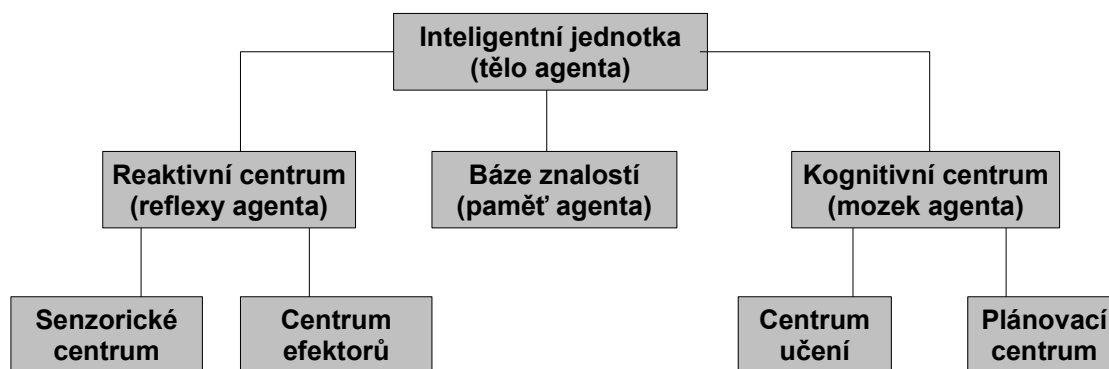 Inteligentní jednotka
(tělo agenta)
Reaktivní centrum
(reflexy agenta)
Báze znalostí
(paměť agenta)
Kognitivní centrum
(mozek agenta)
Senzorické
centrum
Centrum
efektorů
Centrum
učení
Plánovací
centrum